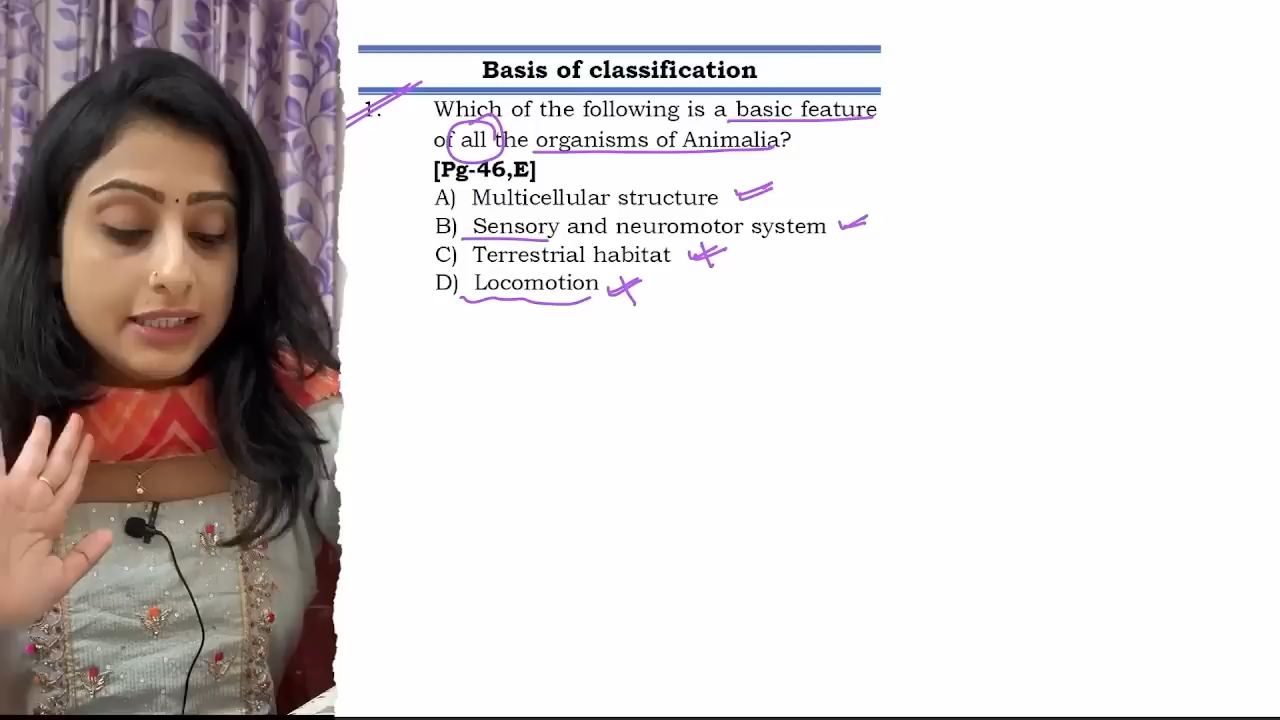 Basis of classification
1. Which of the following is a basic feature
of all the organisms of Animalia?
[Pg-46,E]
A) Multicellular structure
B) Sensory and neuromotor system
C) Terrestrial habitat
D) Locomotion